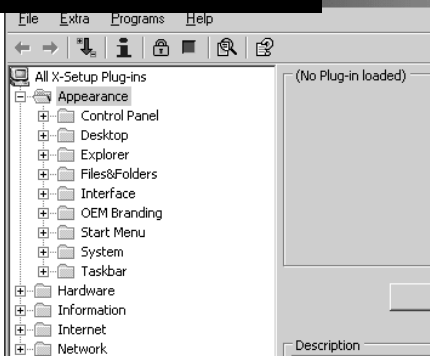 File Extra Programs Help
All X-Setup Plug-ins
(No Plug-in loaded)
Appearance
Control Panel
Desktop
Explorer
Files&Folders
Interface
OEM Branding
Start Menu
System
Taskbar
Hardware
Information
Internet
Network
Description